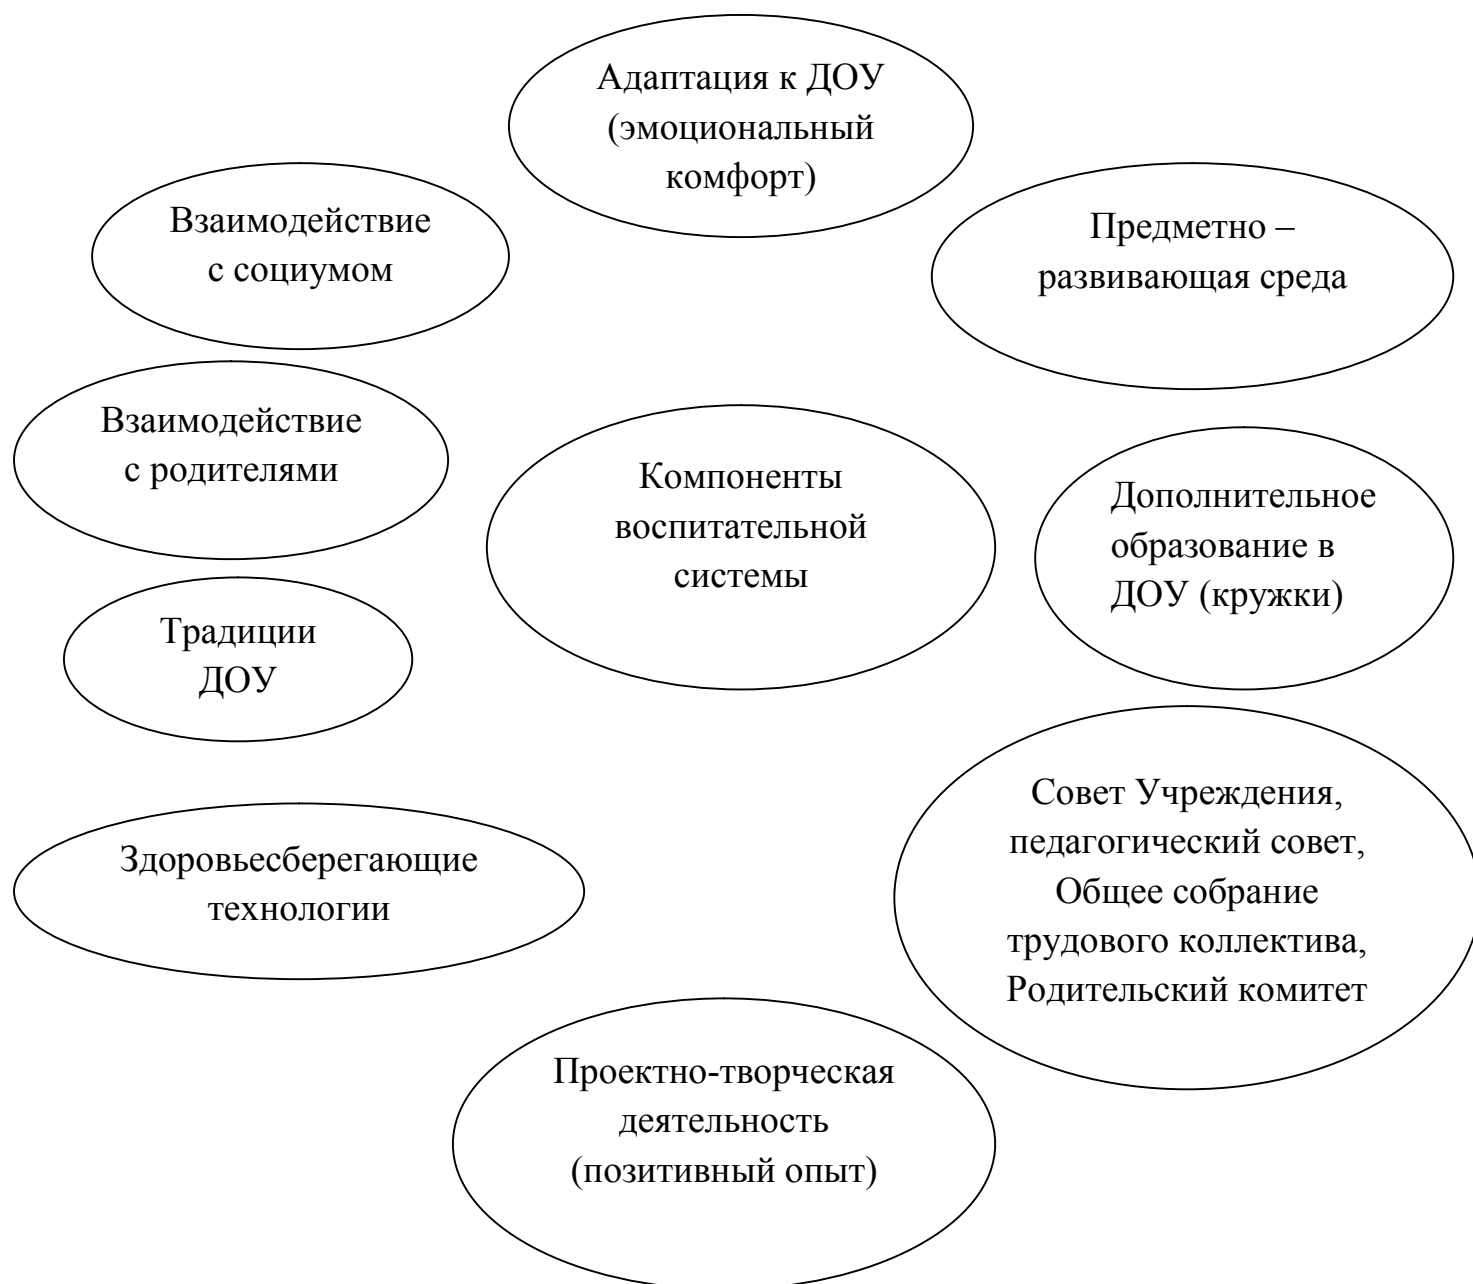 Адаптация к ДОУ
(эмоциональный
комфорт)
Взаимодействие
с социумом
Предметно –
развивающая среда
Взаимодействие
с родителями
Компоненты
воспитательной
системы
Дополнительное
образование в
ДОУ (кружки)
Традиции
ДОУ
Совет Учреждения,
педагогический совет,
Общее собрание
трудового коллектива,
Родительский комитет
Здоровьесберегающие
технологии
Проектно-творческая
деятельность
(позитивный опыт)